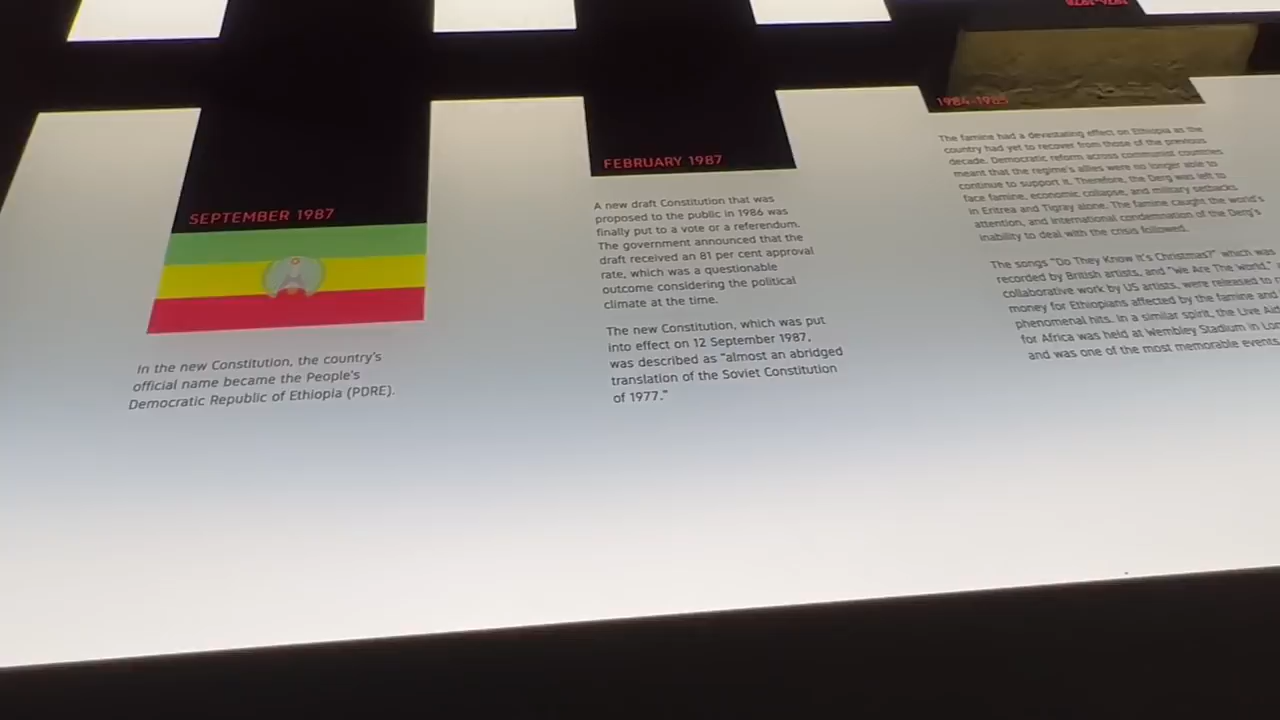 SEPTEMBER 1987
In the new Constitution, the country's
official name became the People's
Democratic Republic of Ethiopia (PDRE).
FEBRUARY 1987
A new draft Constitution that was
proposed to the public in 1986 was
finally put to a vote or a referendum.
The government announced that the
draft received an 81 per cent approval
rate, which was a questionable
outcome considering the political
climate at the time.
The new Constitution, which was put
into effect on 12 September 1987,
was described as "almost an abridged
translation of the Soviet Constitution
of 1977."
1984-1985
The famine had a devastating effect on Ethiopia as the
country had yet to recover from those of the previous
decade. Democratic reforms across communist countries
meant that the regime's allies were no longer able to
continue to support it. Therefore, the Derg was left to
face famine, economic collapse, and military setbacks
in Eritrea and Tigray alone. The famine caught the world's
attention, and international condemnation of the Derg's
inability to deal with the crisis followed.
The songs "Do They Know It's Christmas?" which was
recorded by British artists, and "We Are The World,"
collaborative work by US artists, were released to
money for Ethiopians affected by the famine and
phenomenal hits. In a similar spirit, the Live Aid
for Africa was held at Wembley Stadium in
and was one of the most memorable events